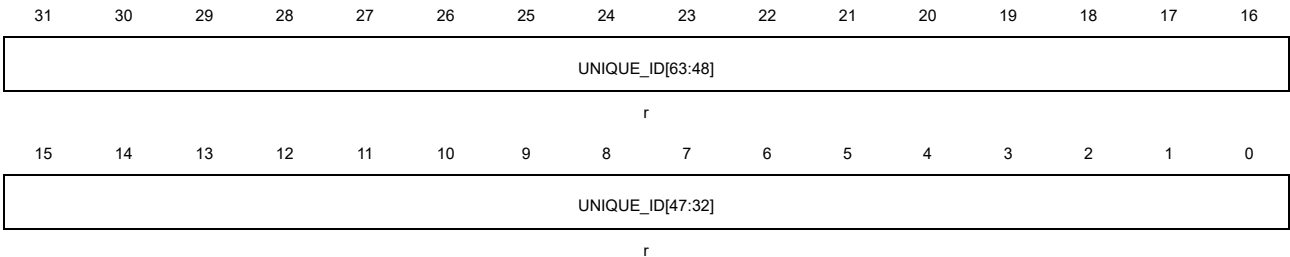 31 30 29 28 27 26 25 24 23 22 21 20 19 18 17 16
UNIQUE_ID[63:48]
r
15 14 13 12 11 10 9 8 7 6 5 4 3 2 1 0
UNIQUE_ID[47:32]
r